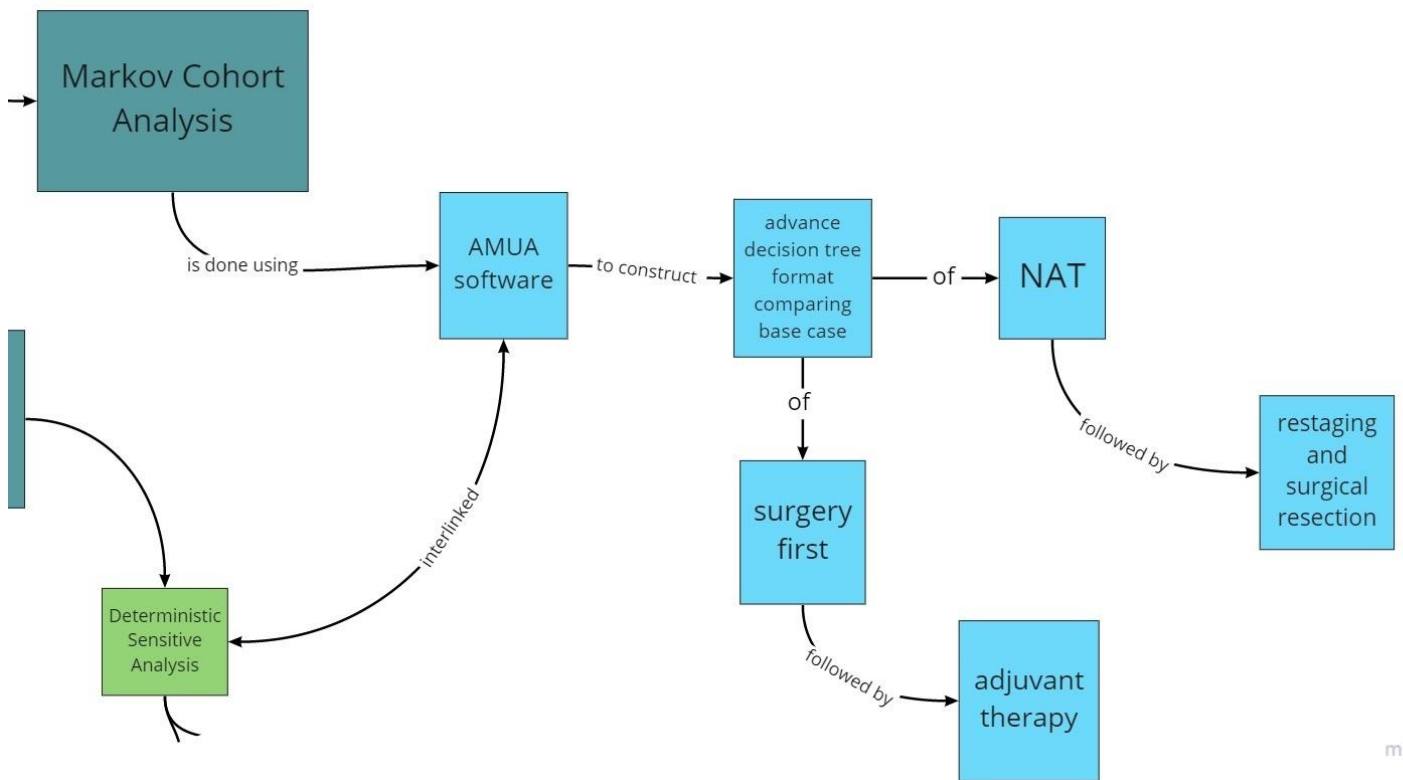 Markov Cohort
Analysis
is done using
AMUA
software
to construct
advance
decision tree
format
comparing
base case
of
NAT
of
followed by
restaging
and
surgical
resection
surgery
first
interlinked
Deterministic
Sensitive
Analysis
followed by
adjuvant
therapy
m